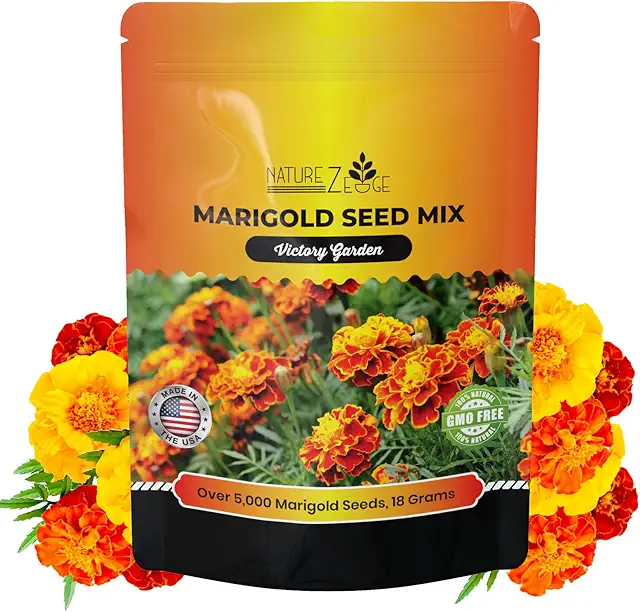 NATURE Z EDGE
MARIGOLD SEED MIX
Victory Garden
MADE IN
THE USA
100% NATURAL
GMO FREE
100% NATURAL
Over 5,000 Marigold Seeds, 18 Grams